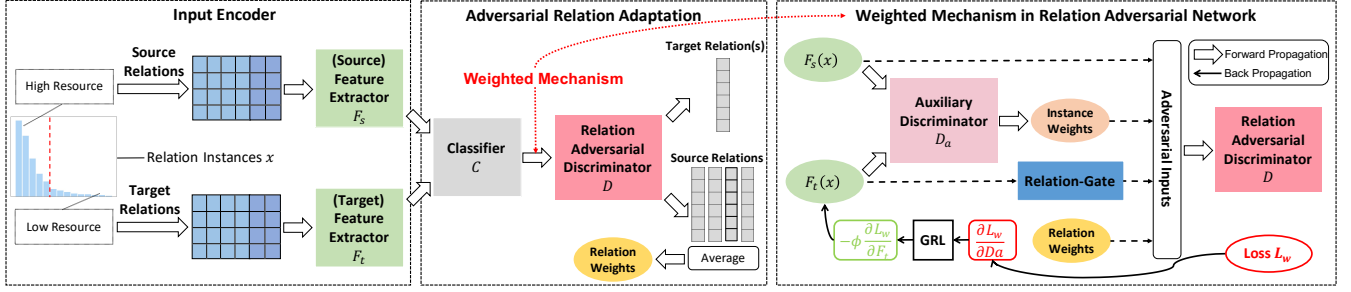 Input Encoder
High Resource
Source
Relations
(Source)
Feature
Extractor
F_s
Relation Instances x
Target
Relations
Low Resource
(Target)
Feature
Extractor
F_t
Adversarial Relation Adaptation
Target Relation(s)
Weighted Mechanism
Classifier
C
Relation
Adversarial
Discriminator
D
Source Relations
Relation
Weights
Average
Weighted Mechanism in Relation Adversarial Network
F_s(x)
Auxiliary
Discriminator
D_a
Instance
Weights
F_t(x)
Relation-Gate
−ϕ ∂L_w/∂F_t
GRL
∂L_w/∂Da
Relation
Weights
Adversarial Inputs
Forward Propagation
Back Propagation
Relation
Adversarial
Discriminator
D
Loss L_w